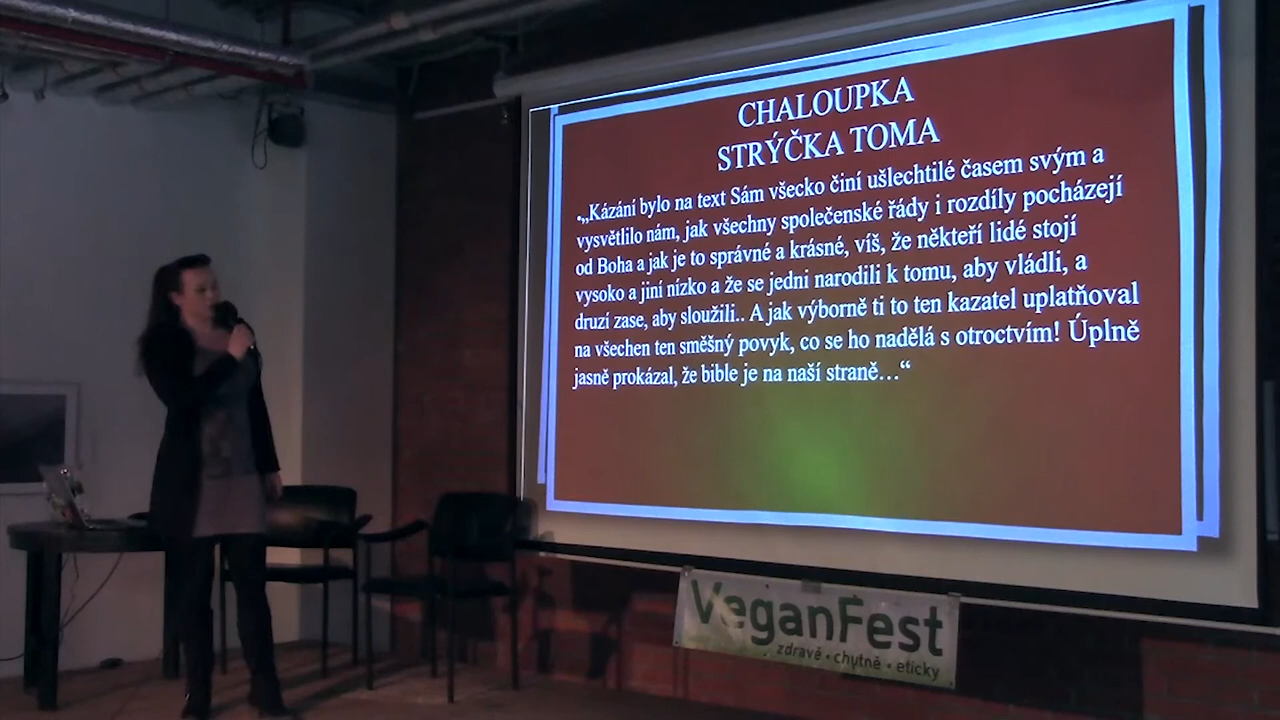 CHALOUPKA
STRÝČKA TOMA
•„Kázání bylo na text Sám všecko činí ušlechtilé časem svým a
vysvětlilo nám, jak všechny společenské řády i rozdíly pocházejí
od Boha a jak je to správné a krásné, víš, že někteří lidé stojí
vysoko a jiní nízko a že se jedni narodili k tomu, aby vládli, a
druzí zase, aby sloužili.. A jak výborně ti to ten kazatel uplatňoval
na všechen ten směšný povyk, co se ho nadělá s otroctvím! Úplně
jasně prokázal, že bible je na naší straně…“
VeganFest
zdravě • chutně • eticky